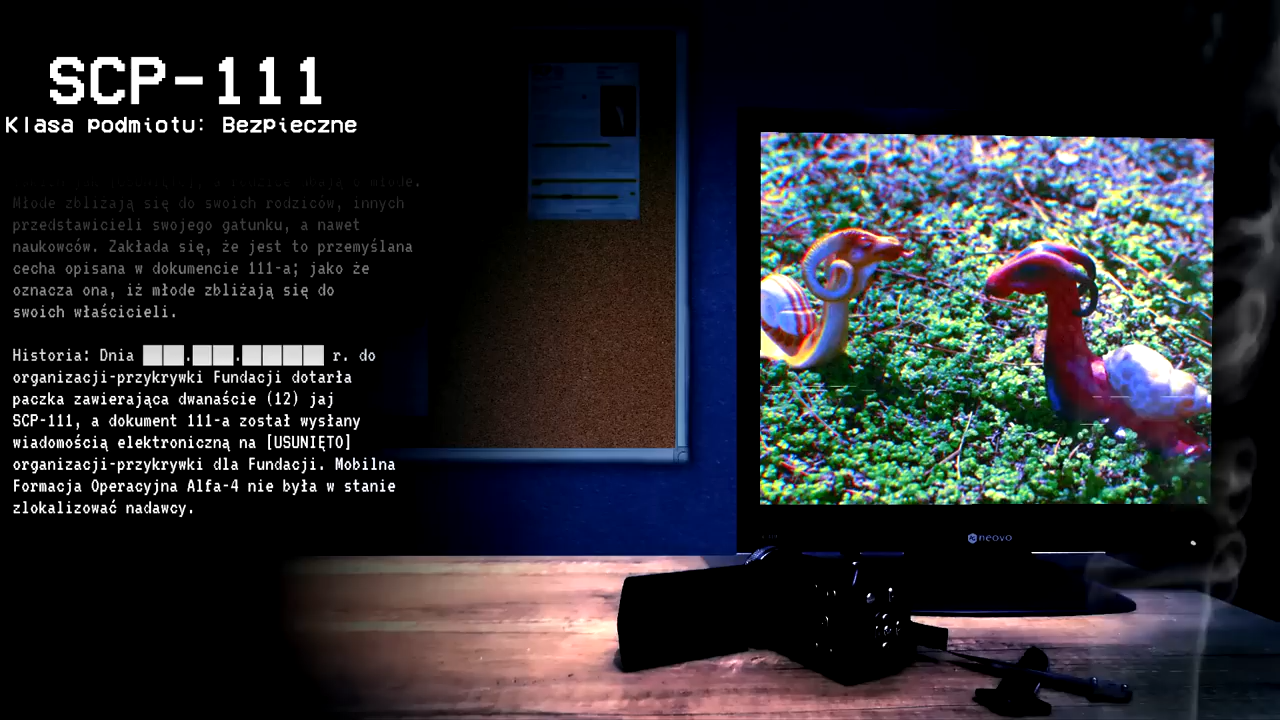 SCP-111
Klasa podmiotu: Bezpieczne
młode.
Młode zbliżają się do swoich rodziców, innych
przedstawicieli swojego gatunku, a nawet
naukowców. Zakłada się, że jest to przemyślana
cecha opisana w dokumencie 111-a; jako że
oznacza ona, iż młode zbliżają się do
swoich właścicieli.
Historia: Dnia ██.██.████ r. do
organizacji-przykrywki Fundacji dotarła
paczka zawierająca dwanaście (12) jaj
SCP-111, a dokument 111-a został wysłany
wiadomością elektroniczną na [USUNIĘTO]
organizacji-przykrywki dla Fundacji. Mobilna
Formacja Operacyjna Alfa-4 nie była w stanie
zlokalizować nadawcy.
neovo